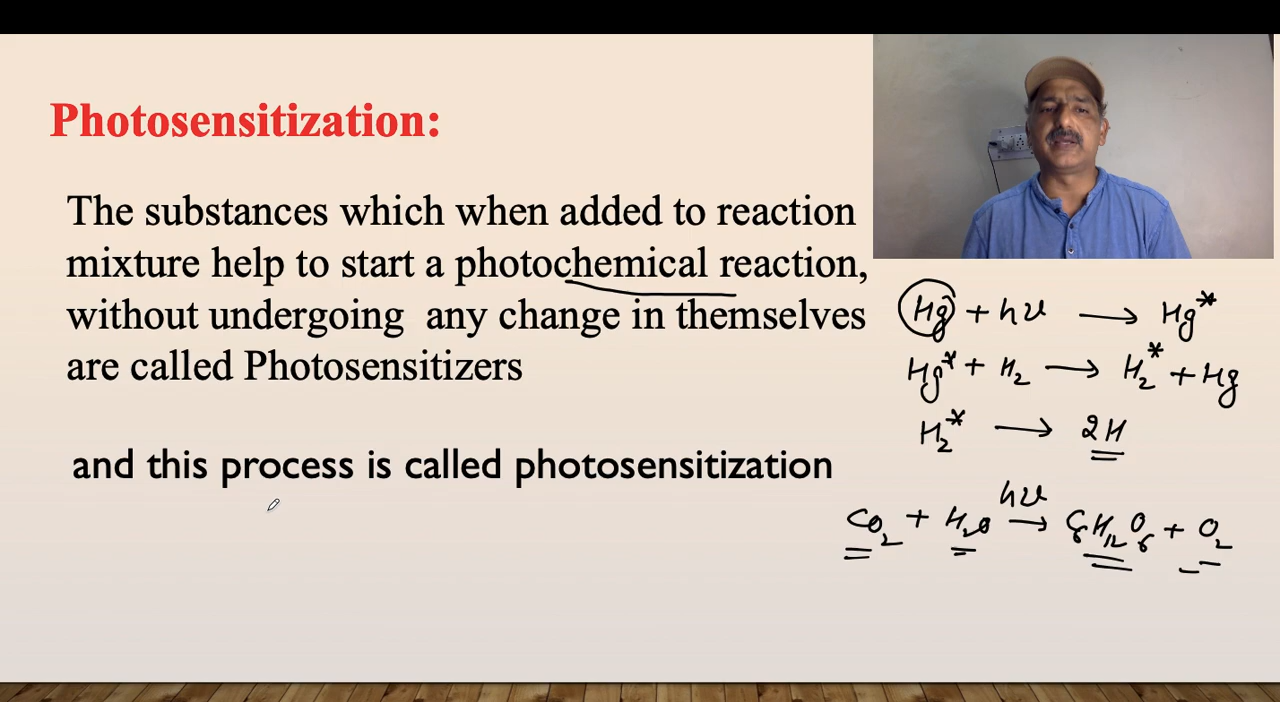 Photosensitization:
The substances which when added to reaction
mixture help to start a photochemical reaction,
without undergoing any change in themselves
are called Photosensitizers
and this process is called photosensitization
Hg + hν → Hg*
Hg* + H₂ → H₂* + Hg
H₂* → 2H
CO₂ + H₂O hν → C₆H₁₂O₆ + O₂